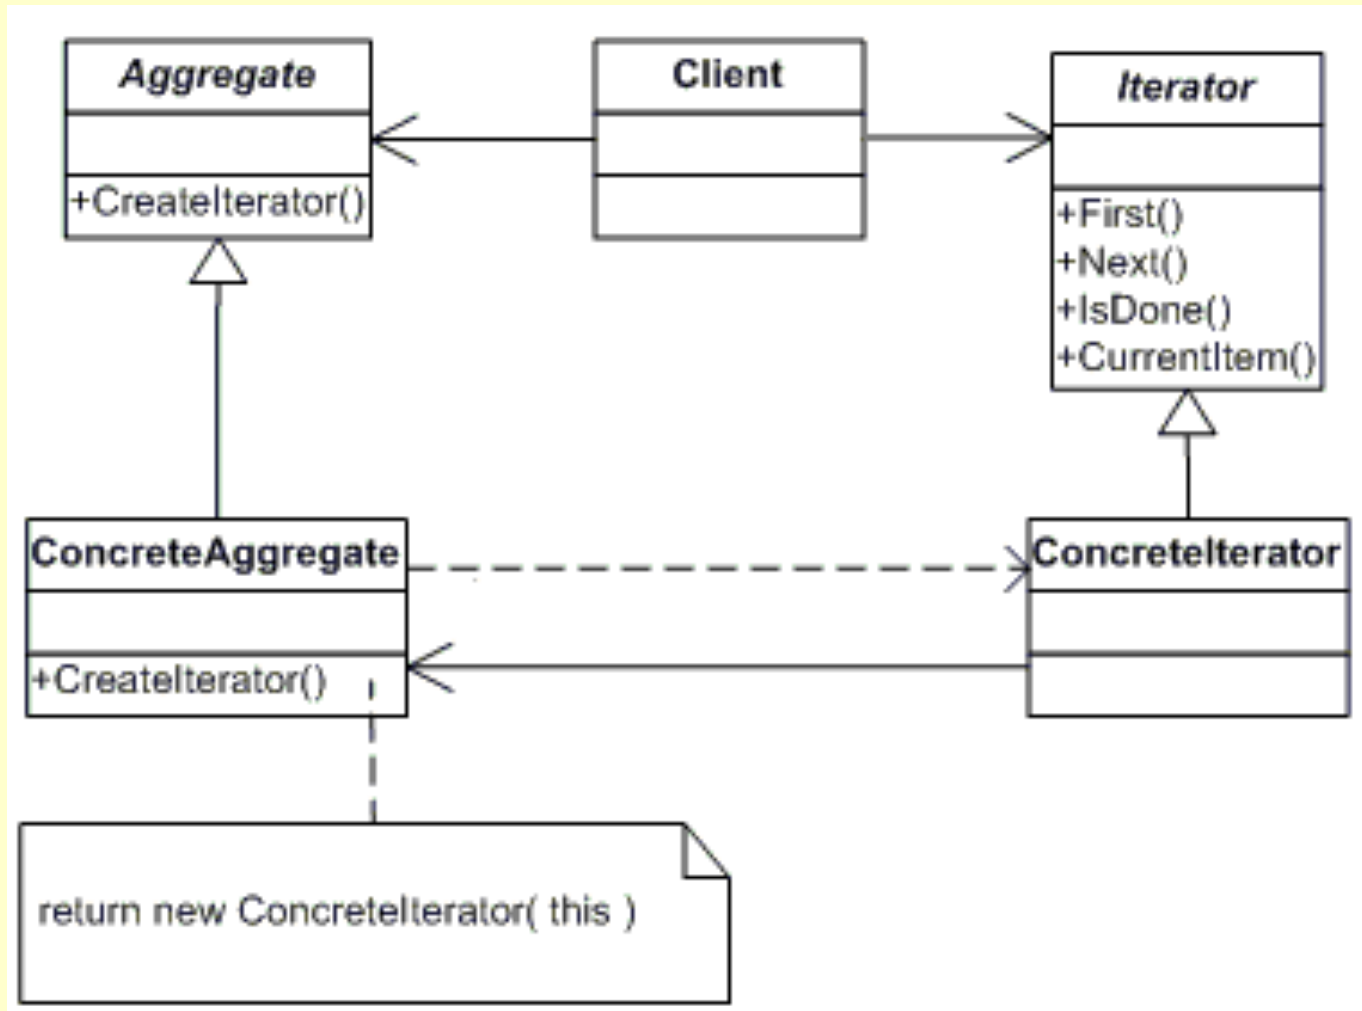 Aggregate
+CreateIterator()
Client
Iterator
+First()
+Next()
+IsDone()
+CurrentItem()
ConcreteAggregate
+CreateIterator()
ConcreteIterator
return new ConcreteIterator( this )